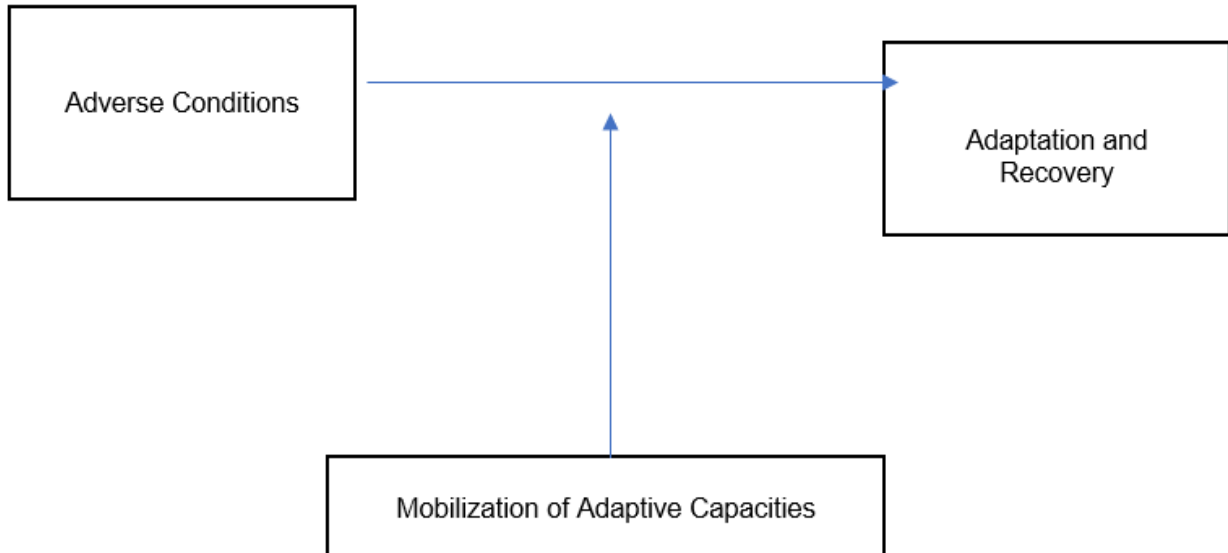 Adverse Conditions
Adaptation and
Recovery
Mobilization of Adaptive Capacities